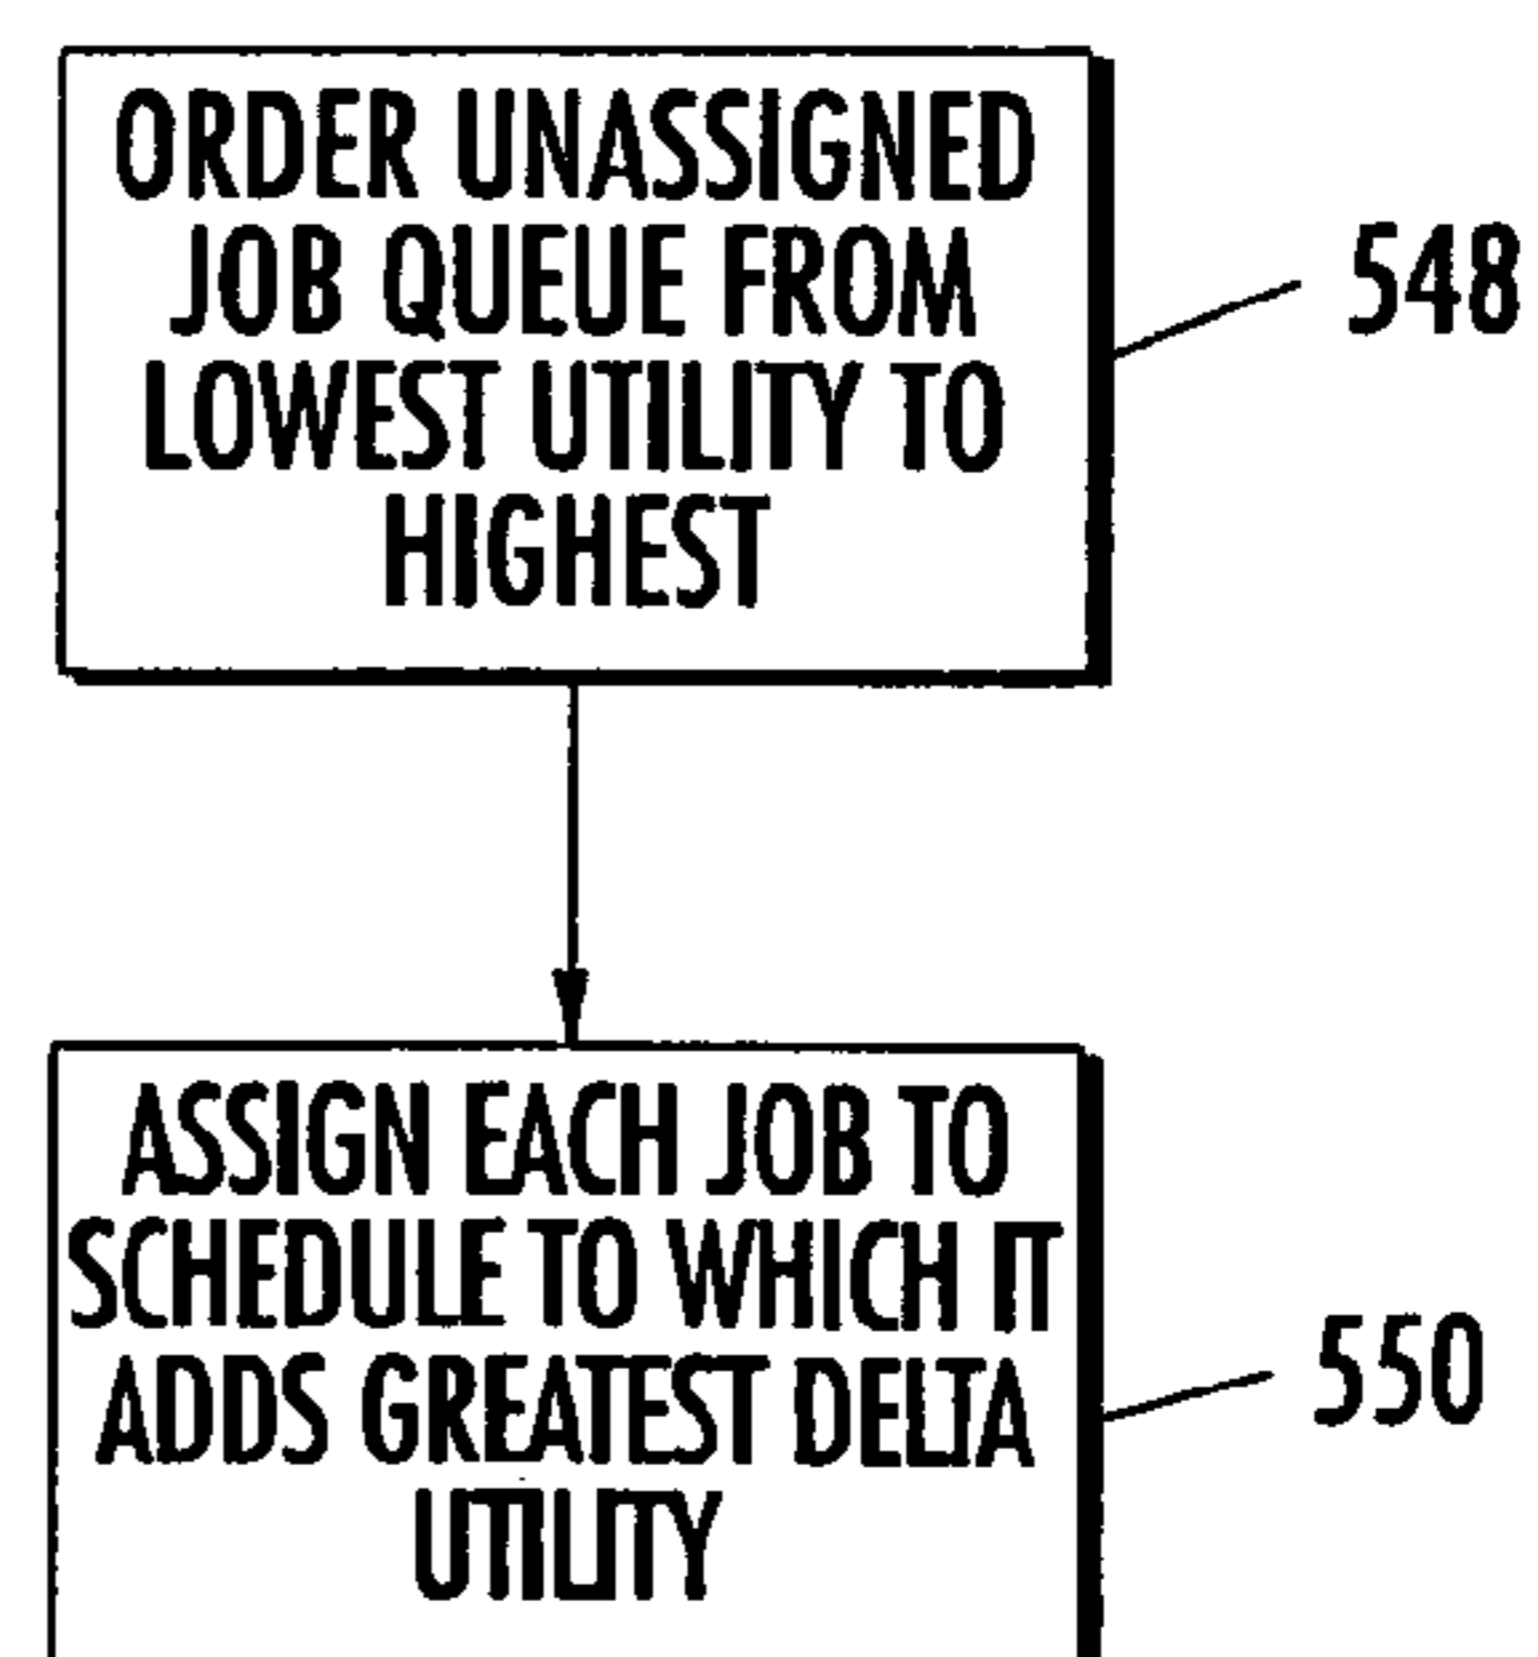 ORDER UNASSIGNED
JOB QUEUE FROM
LOWEST UTILITY TO
HIGHEST
548
ASSIGN EACH JOB TO
SCHEDULE TO WHICH IT
ADDS GREATEST DELTA
UTILITY
550